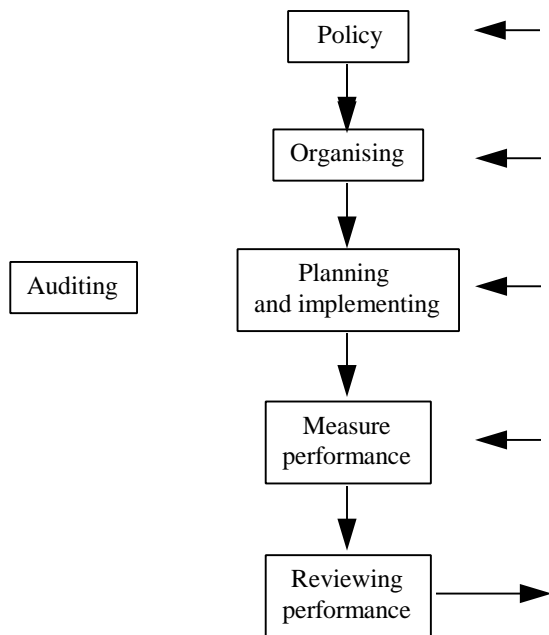 Policy
Organising
Auditing
Planning
and implementing
Measure
performance
Reviewing
performance